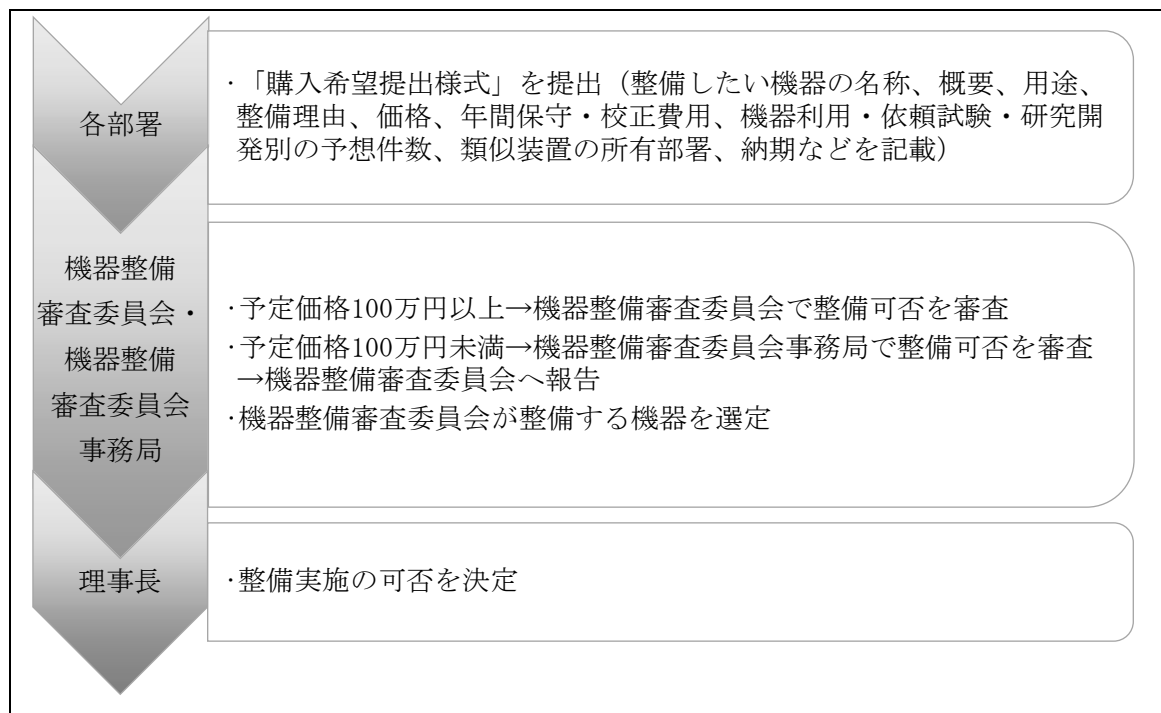 各部署
・「購入希望提出様式」を提出（整備したい機器の名称、概要、用途、
整備理由、価格、年間保守・校正費用、機器利用・依頼試験・研究開
発別の予想件数、類似装置の所有部署、納期などを記載）
機器整備
審査委員会・
機器整備
審査委員会
事務局
・予定価格100万円以上→機器整備審査委員会で整備可否を審査
・予定価格100万円未満→機器整備審査委員会事務局で整備可否を審査
→機器整備審査委員会へ報告
・機器整備審査委員会が整備する機器を選定
理事長
・整備実施の可否を決定